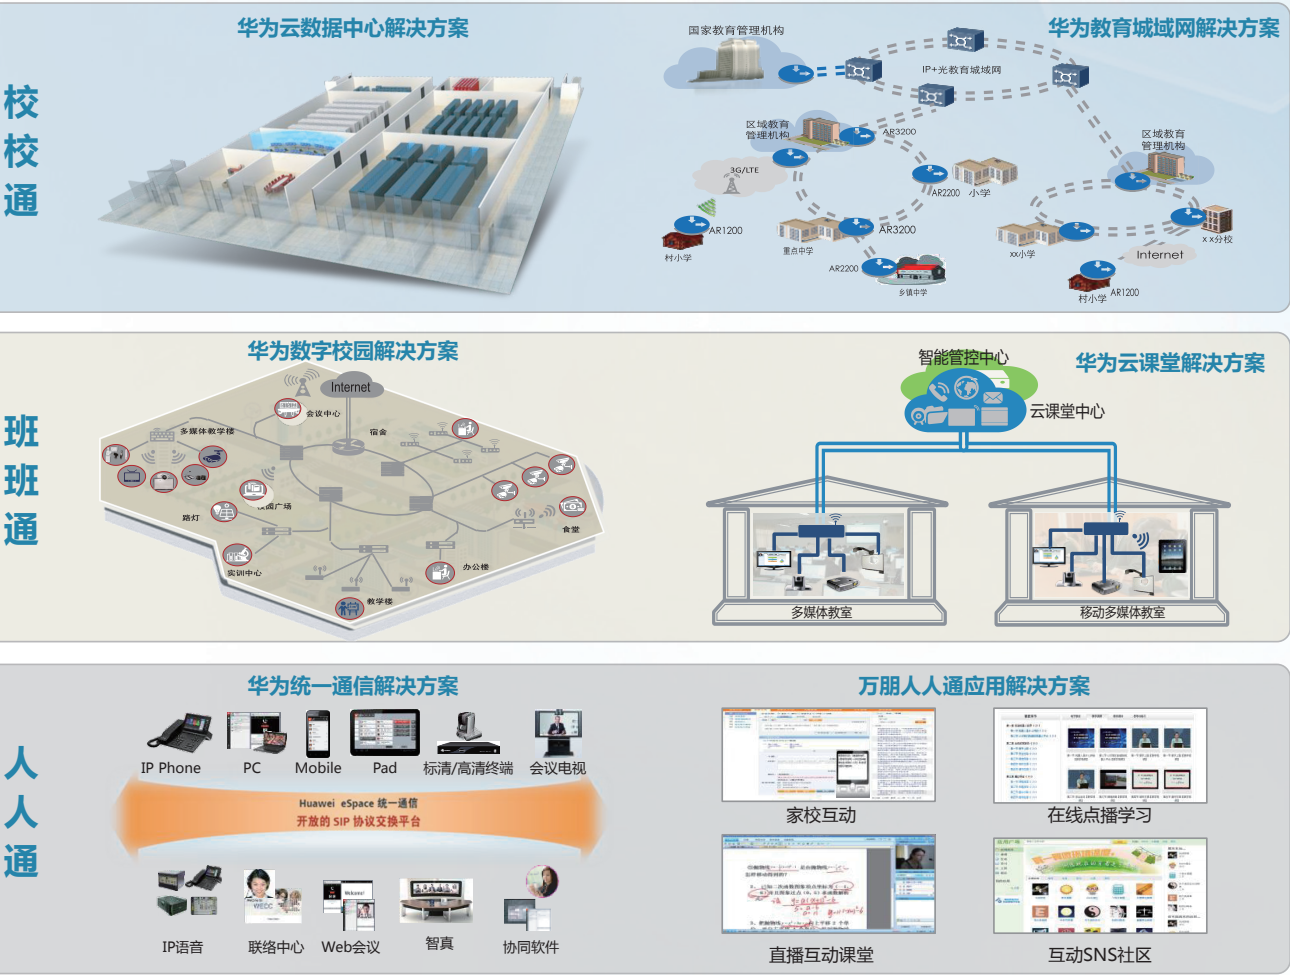 校校通
华为云数据中心解决方案
华为教育城域网解决方案
国家教育管理机构
IP+光教育城域网
区域教育
管理机构
AR3200
3G/LTE
AR2200
小学
AR1200
村小学
重点中学
AR3200
AR2200
乡镇中学
区域教育
管理机构
xx小学
x x分校
Internet
AR1200
村小学
班班通
华为数字校园解决方案
Internet
会议中心
多媒体教学楼
宿舍
路灯
校园广场
食堂
实训中心
办公楼
教学楼
华为云课堂解决方案
智能管控中心
云课堂中心
多媒体教室
移动多媒体教室
人人通
华为统一通信解决方案
IP Phone
PC
Mobile
Pad
标清/高清终端
会议电视
Huawei eSpace 统一通信
开放的 SIP 协议交换平台
IP语音
联络中心
Web会议
智真
协同软件
万朋人人通应用解决方案
家校互动
在线点播学习
直播互动课堂
互动SNS社区